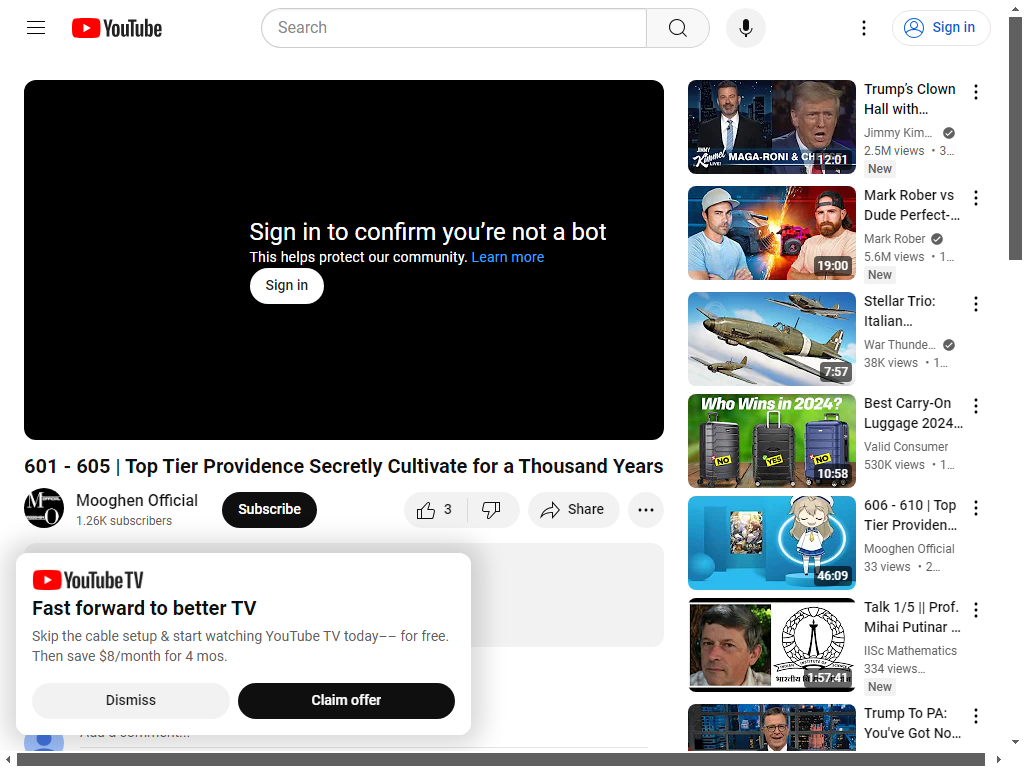 YouTube
Search
Sign in
Sign in to confirm you’re not a bot
This helps protect our community. Learn more
Sign in
601 - 605 | Top Tier Providence Secretly Cultivate for a Thousand Years
Mooghen Official
1.26K subscribers
Subscribe
3
Share
YouTube TV
Fast forward to better TV
Skip the cable setup & start watching YouTube TV today–– for free.
Then save $8/month for 4 mos.
Dismiss
Claim offer
JIMMY
Kimmel
LIVE!
MAGA-RONI &
12:01
Trump’s Clown
Hall with…
Jimmy Kim…
2.5M views • 3…
New
19:00
Mark Rober vs
Dude Perfect-…
Mark Rober
5.6M views • 1…
New
7:57
Stellar Trio:
Italian…
War Thunde…
38K views • 1…
Who Wins in 2024?
NO
YES
NO
10:58
Best Carry-On
Luggage 2024…
Valid Consumer
530K views • 1…
46:09
606 - 610 | Top
Tier Providen…
Mooghen Official
33 views • 2…
1:57:41
Talk 1/5 || Prof.
Mihai Putinar …
IISc Mathematics
334 views…
New
Trump To PA:
You've Got No…